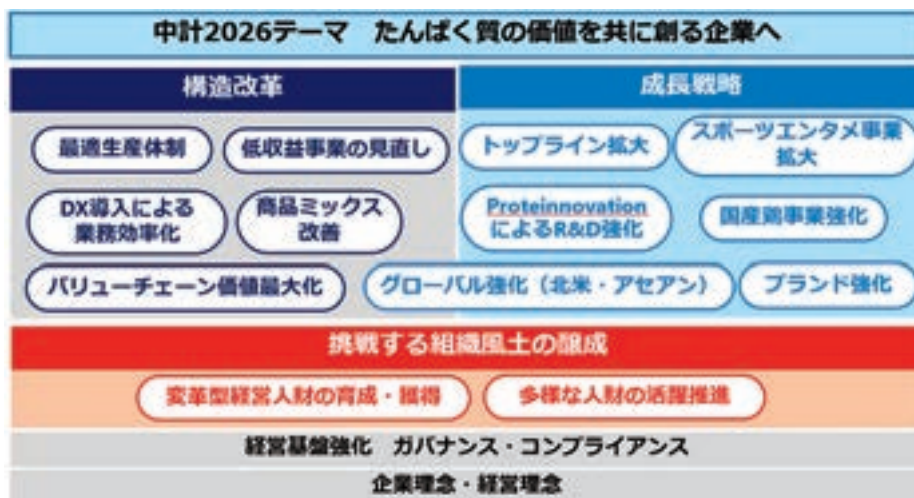 中計2026テーマ　たんぱく質の価値を共に創る企業へ
構造改革
成長戦略
最適生産体制
低収益事業の見直し
トップライン拡大
スポーツエンタメ事業
拡大
DX導入による
業務効率化
商品ミックス
改善
Proteinnovation
によるR&D強化
国産鶏事業強化
バリューチェーン価値最大化
グローバル強化（北米・アセアン）
ブランド強化
挑戦する組織風土の醸成
変革型経営人財の育成・獲得
多様な人財の活躍推進
経営基盤強化　ガバナンス・コンプライアンス
企業理念・経営理念